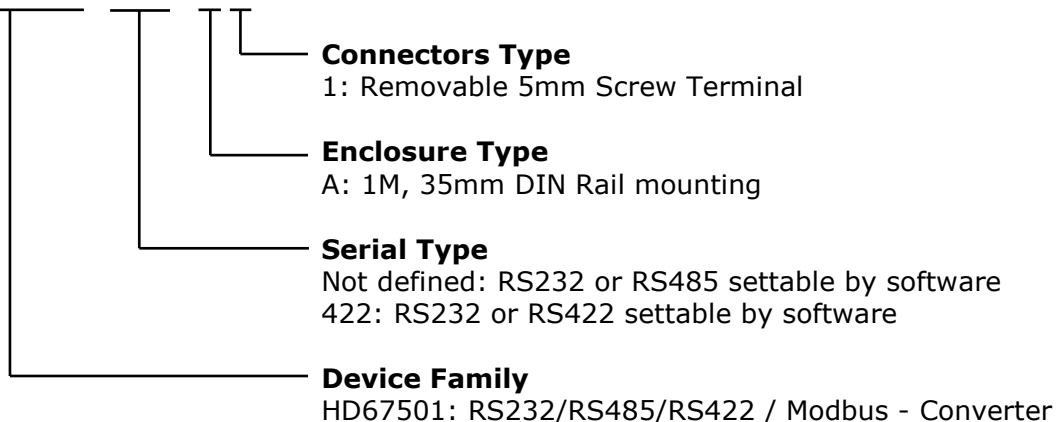 Connectors Type
1: Removable 5mm Screw Terminal
Enclosure Type
A: 1M, 35mm DIN Rail mounting
Serial Type
Not defined: RS232 or RS485 settable by software
422: RS232 or RS422 settable by software
Device Family
HD67501: RS232/RS485/RS422 / Modbus - Converter